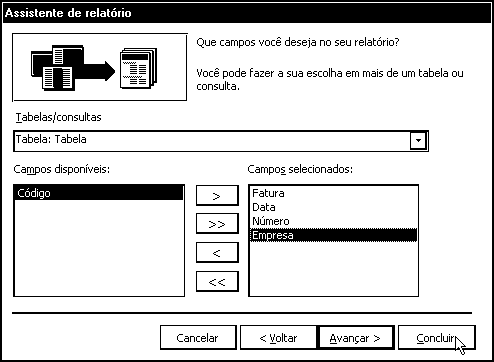 Assistente de relatório
Que campos você deseja no seu relatório?
Você pode fazer a sua escolha em mais de um tabela ou
consulta.
Tabelas/consultas
Tabela: Tabela
Campos disponíveis:
Campos selecionados:
Código
>
>>
<
<<
Fatura
Data
Número
Empresa
Cancelar
< Voltar
Avançar >
Concluir